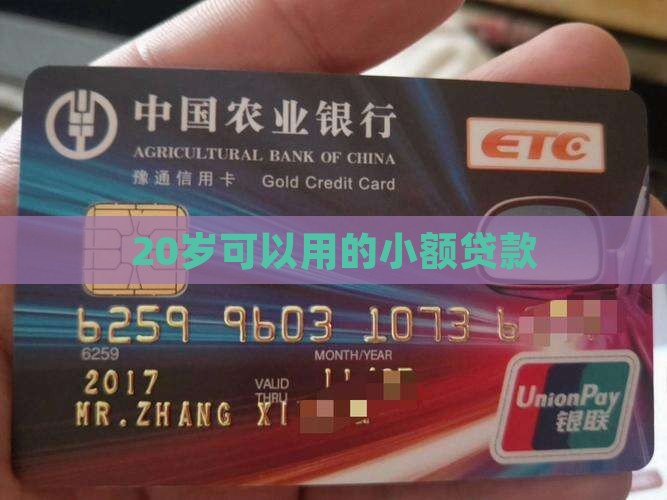 中国农业银行
AGRICULTURAL BANK OF CHINA
ETC
豫通信用卡 Gold Credit Card
20岁可以用的小额贷款
6259 9603 1073
6259
MONTH/YEAR
2017 VALID THRU
MR.ZHANG XI
UnionPay
银联